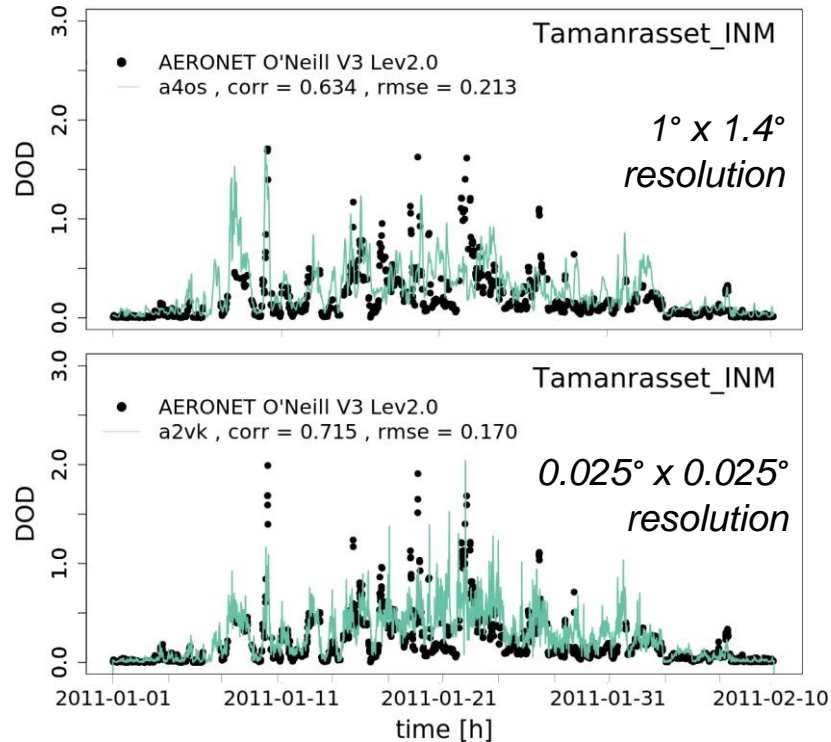 3.0
Tamanrasset_INM
AERONET O'Neill V3 Lev2.0
a4os , corr = 0.634 , rmse = 0.213
2.0
1° x 1.4°
resolution
DOD
1.0
0.0
3.0
Tamanrasset_INM
AERONET O'Neill V3 Lev2.0
a2vk , corr = 0.715 , rmse = 0.170
2.0
0.025° x 0.025°
resolution
DOD
1.0
0.0
2011-01-01 2011-01-11 2011-01-21 2011-01-31 2011-02-10
time [h]